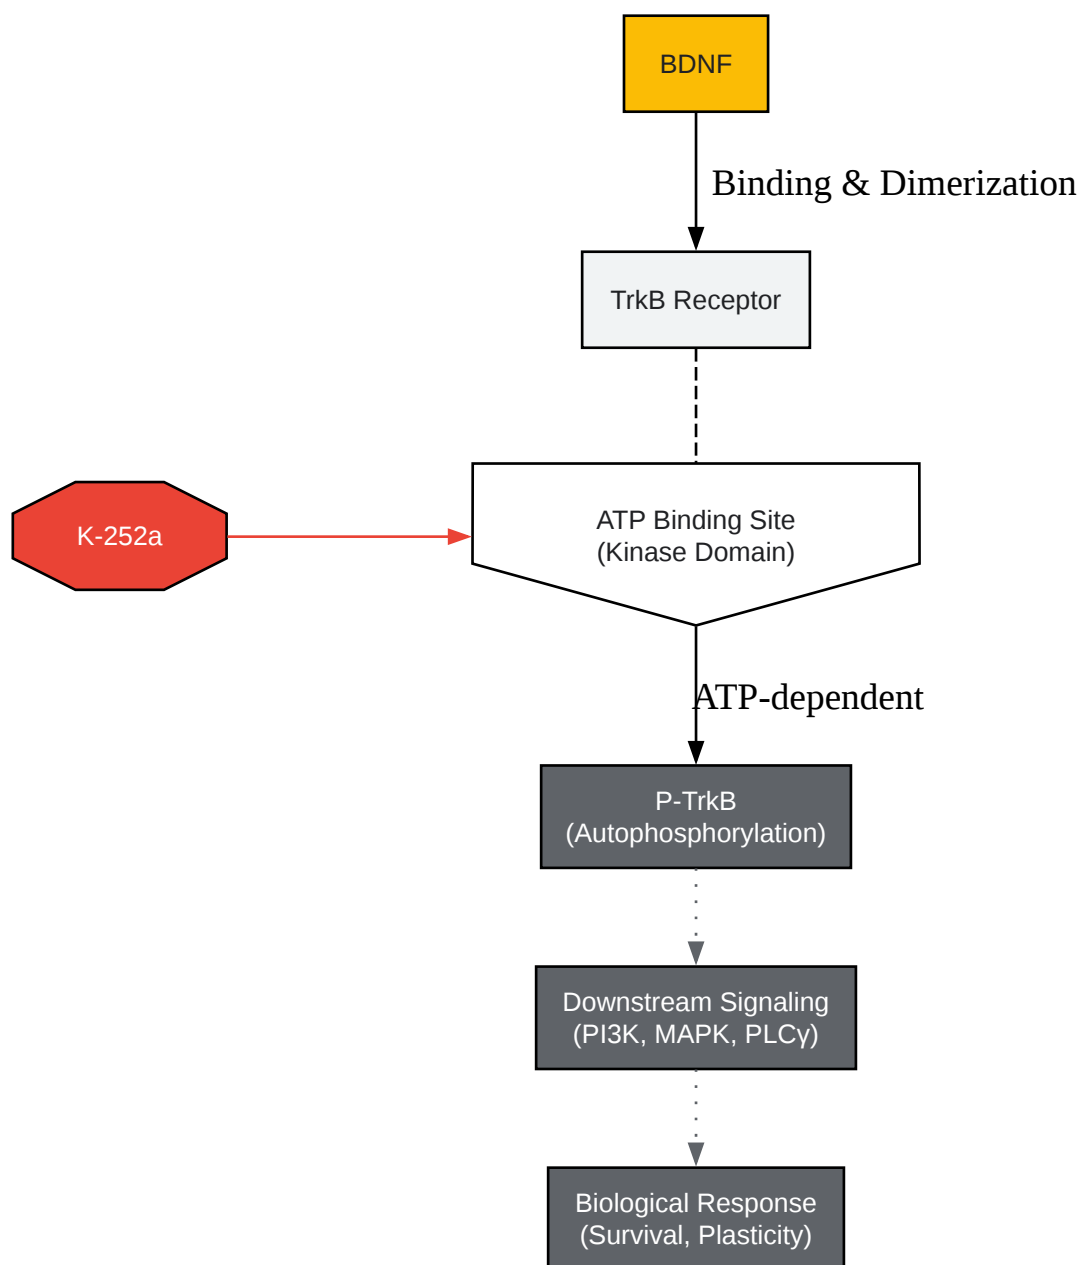 BDNF
Binding & Dimerization
TrkB Receptor
K-252a
ATP Binding Site
(Kinase Domain)
ATP-dependent
P-TrkB
(Autophosphorylation)
Downstream Signaling
(PI3K, MAPK, PLCγ)
Biological Response
(Survival, Plasticity)